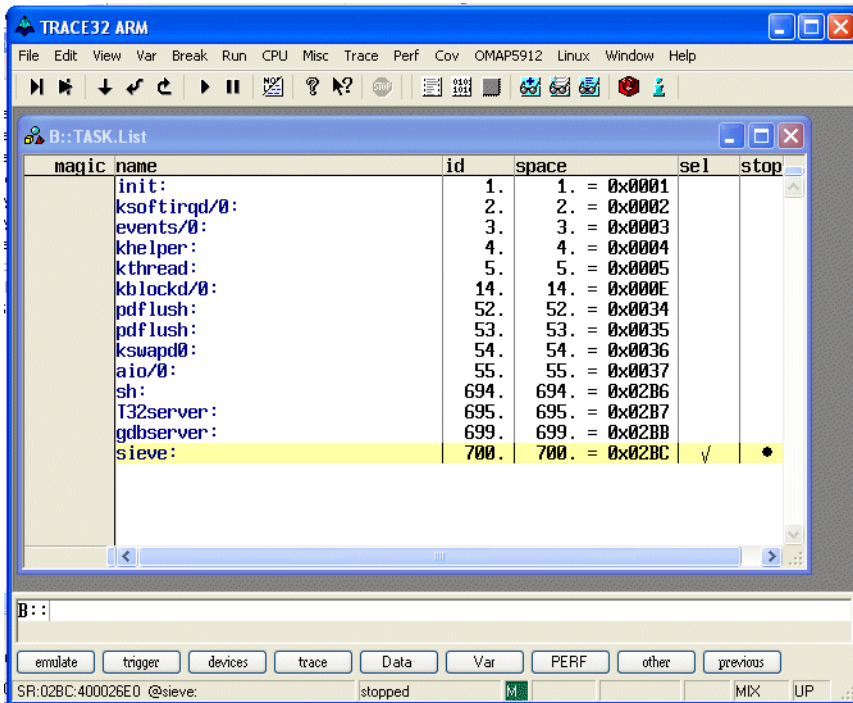 TRACE32 ARM
File Edit View Var Break Run CPU Misc Trace Perf Cov OMAP5912 Linux Window Help
B::TASK.List
magic name id space sel stop
init: 1. 1. = 0x0001
ksoftirqd/0: 2. 2. = 0x0002
events/0: 3. 3. = 0x0003
khelper: 4. 4. = 0x0004
kthread: 5. 5. = 0x0005
kblockd/0: 14. 14. = 0x000E
pdflush: 52. 52. = 0x0034
pdflush: 53. 53. = 0x0035
kswapd0: 54. 54. = 0x0036
aio/0: 55. 55. = 0x0037
sh: 694. 694. = 0x02B6
T32server: 695. 695. = 0x02B7
gdbserver: 699. 699. = 0x02BB
sieve: 700. 700. = 0x02BC √ •
B::
emulate trigger devices trace Data Var PERF other previous
SR:02BC:400026E0 @sieve: stopped M MIX UP